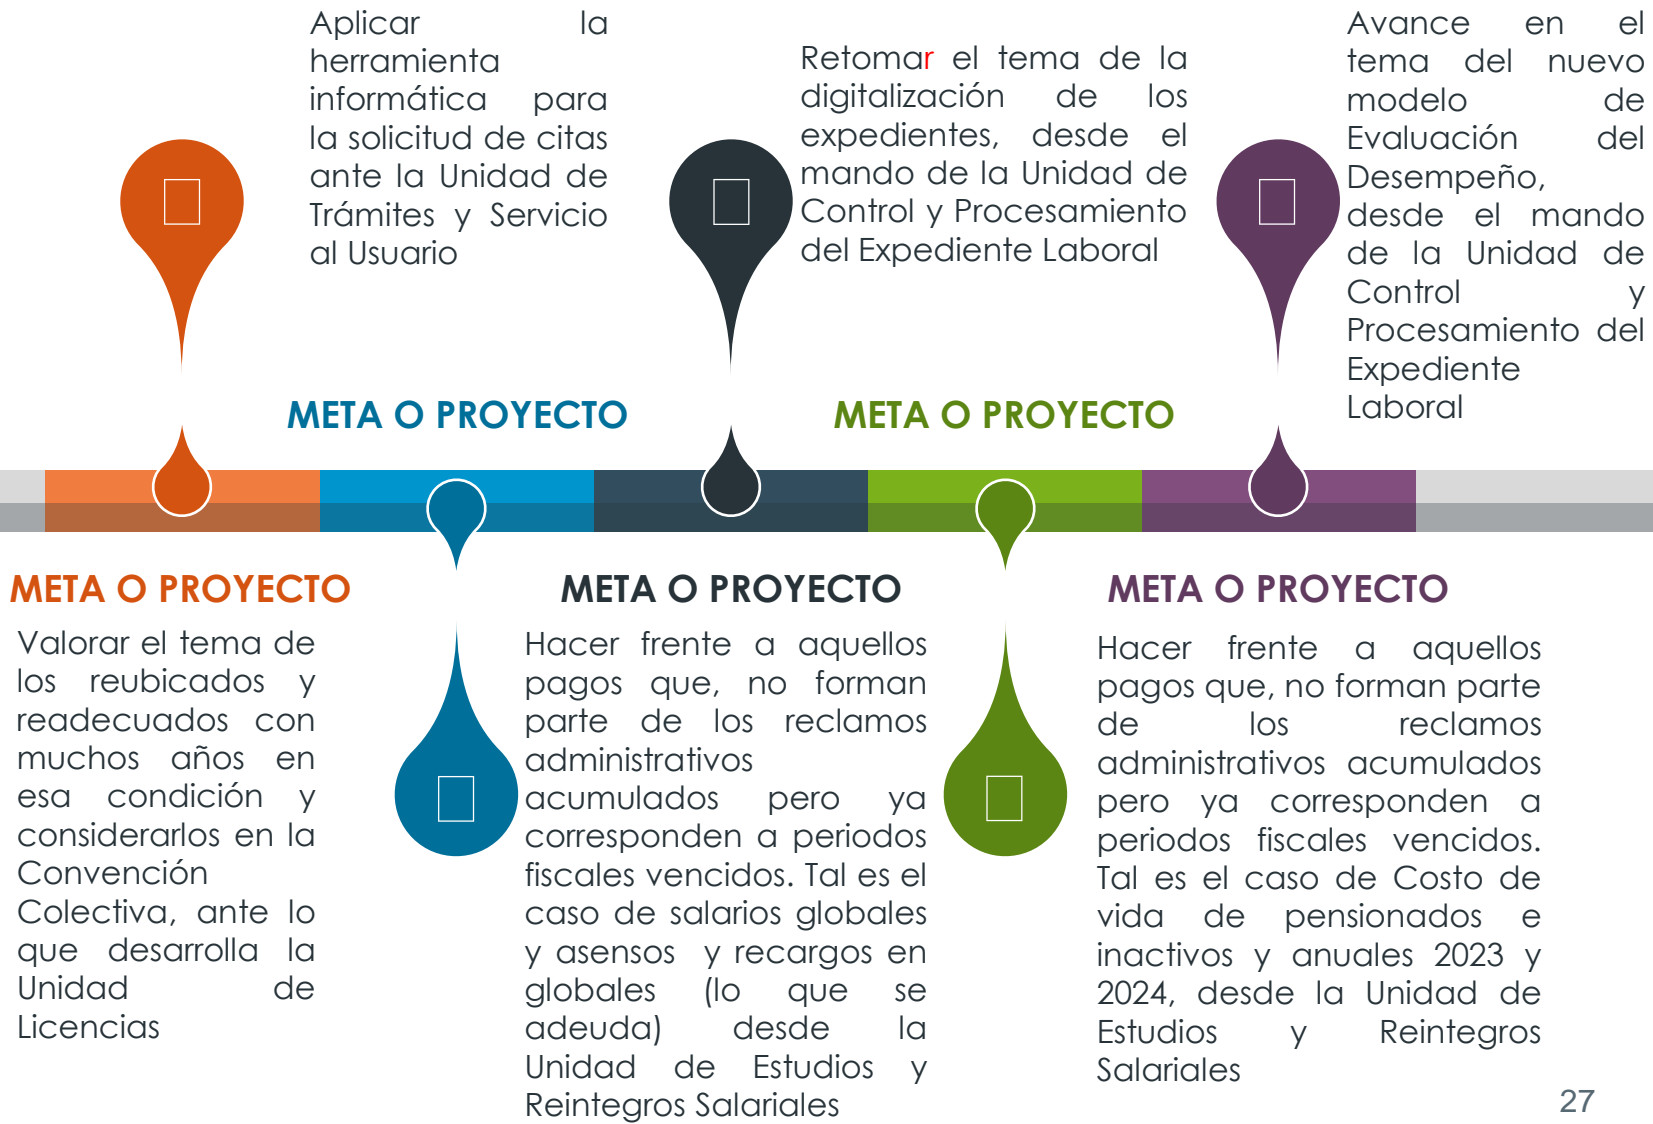 Aplicar la
herramienta
informática para
la solicitud de citas
ante la Unidad de
Trámites y Servicio
al Usuario
Retomar el tema de la
digitalización de los
expedientes, desde el
mando de la Unidad de
Control y Procesamiento
del Expediente Laboral
Avance en el
tema del nuevo
modelo de
Evaluación del
Desempeño,
desde el mando
de la Unidad de
Control y
Procesamiento del
Expediente
Laboral
META O PROYECTO
META O PROYECTO
META O PROYECTO
Valorar el tema de
los reubicados y
readecuados con
muchos años en
esa condición y
considerarlos en la
Convención
Colectiva, ante lo
que desarrolla la
Unidad de
Licencias
META O PROYECTO
Hacer frente a aquellos
pagos que, no forman
parte de los reclamos
administrativos
acumulados pero ya
corresponden a periodos
fiscales vencidos. Tal es el
caso de salarios globales
y asensos y recargos en
globales (lo que se
adeuda) desde la
Unidad de Estudios y
Reintegros Salariales
META O PROYECTO
Hacer frente a aquellos
pagos que, no forman parte
de los reclamos
administrativos acumulados
pero ya corresponden a
periodos fiscales vencidos.
Tal es el caso de Costo de
vida de pensionados e
inactivos y anuales 2023 y
2024, desde la Unidad de
Estudios y Reintegros
Salariales
27